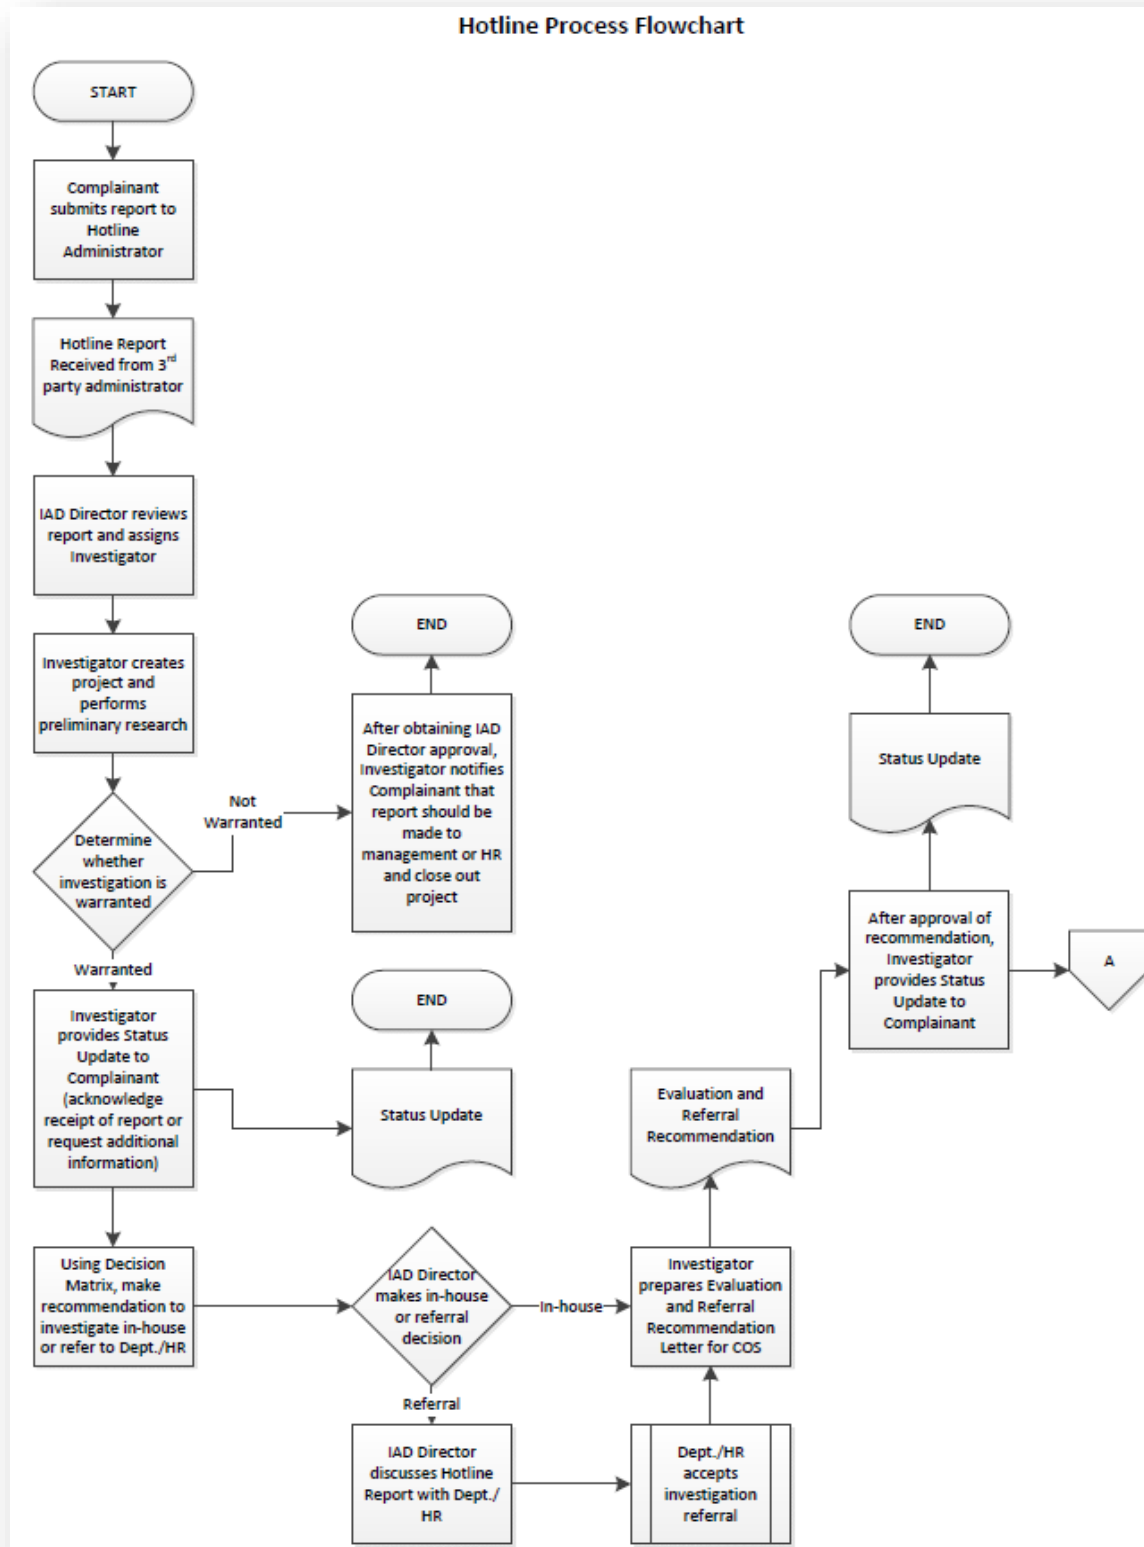 Hotline Process Flowchart
START
Complainant
submits report to
Hotline
Administrator
Hotline Report
Received from 3rd
party administrator
IAD Director reviews
report and assigns
Investigator
Investigator creates
project and
performs
preliminary research
Determine
whether
investigation is
warranted
Not
Warranted
After obtaining IAD
Director approval,
Investigator notifies
Complainant that
report should be
made to
management or HR
and close out
project
END
Warranted
Investigator
provides Status
Update to
Complainant
(acknowledge
receipt of report or
request additional
information)
Status Update
END
Using Decision
Matrix, make
recommendation to
investigate in-house
or refer to Dept./HR
IAD Director
makes in-house
or referral
decision
In-house
Referral
IAD Director
discusses Hotline
Report with Dept./
HR
Dept./HR
accepts
investigation
referral
Investigator
prepares Evaluation
and Referral
Recommendation
Letter for COS
Evaluation and
Referral
Recommendation
After approval of
recommendation,
Investigator
provides Status
Update to
Complainant
Status Update
END
A